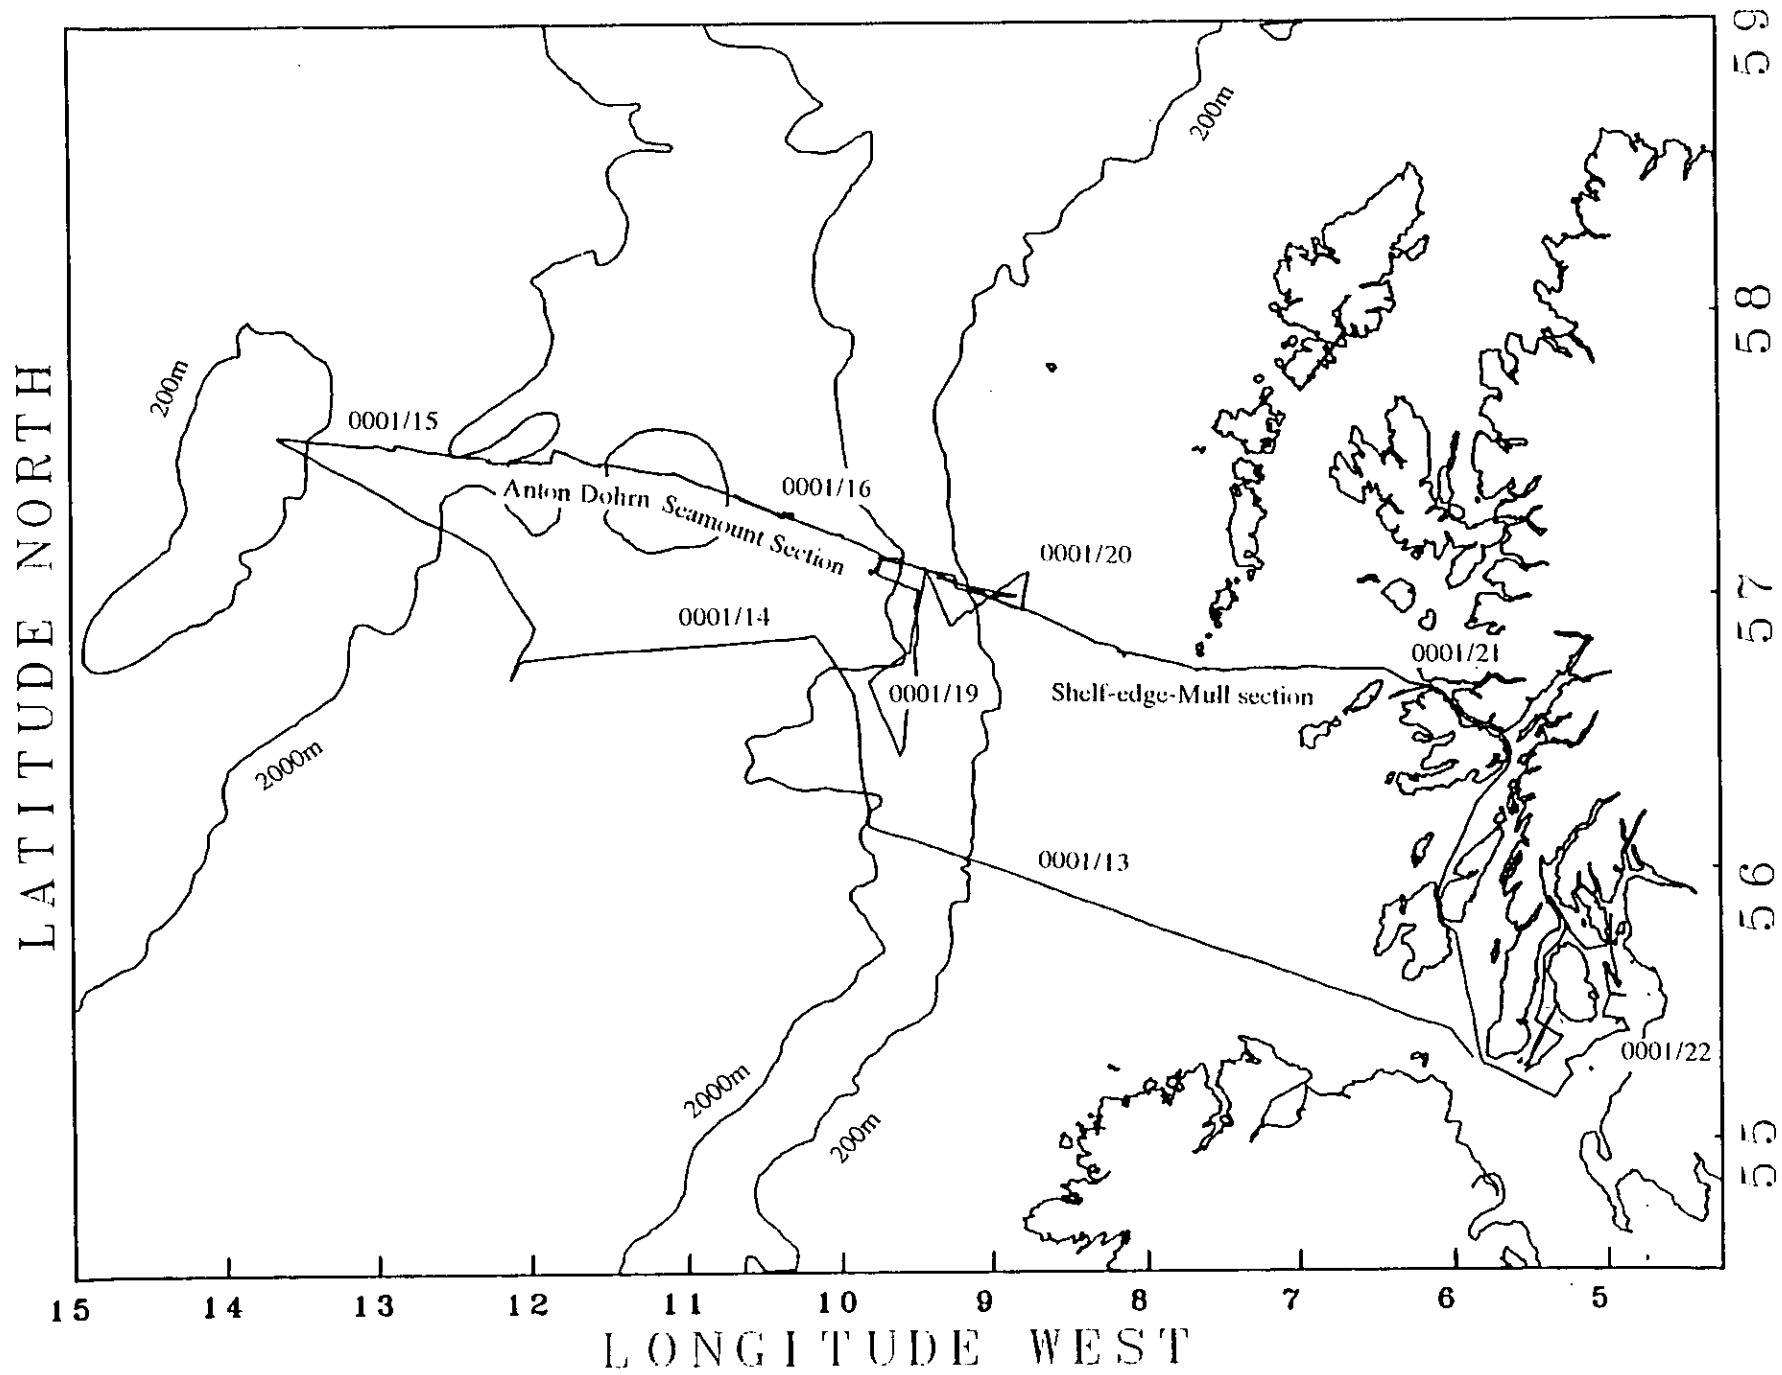 59
200m
58
200m
0001/15
0001/16
Anton Dohrn Seamount Section
0001/20
57
0001/14
0001/21
0001/19
Shelf-edge-Mull section
2000m
0001/13
56
0001/22
2000m
200m
55
LATITUDE NORTH
15 14 13 12 11 10 9 8 7 6 5
LONGITUDE WEST